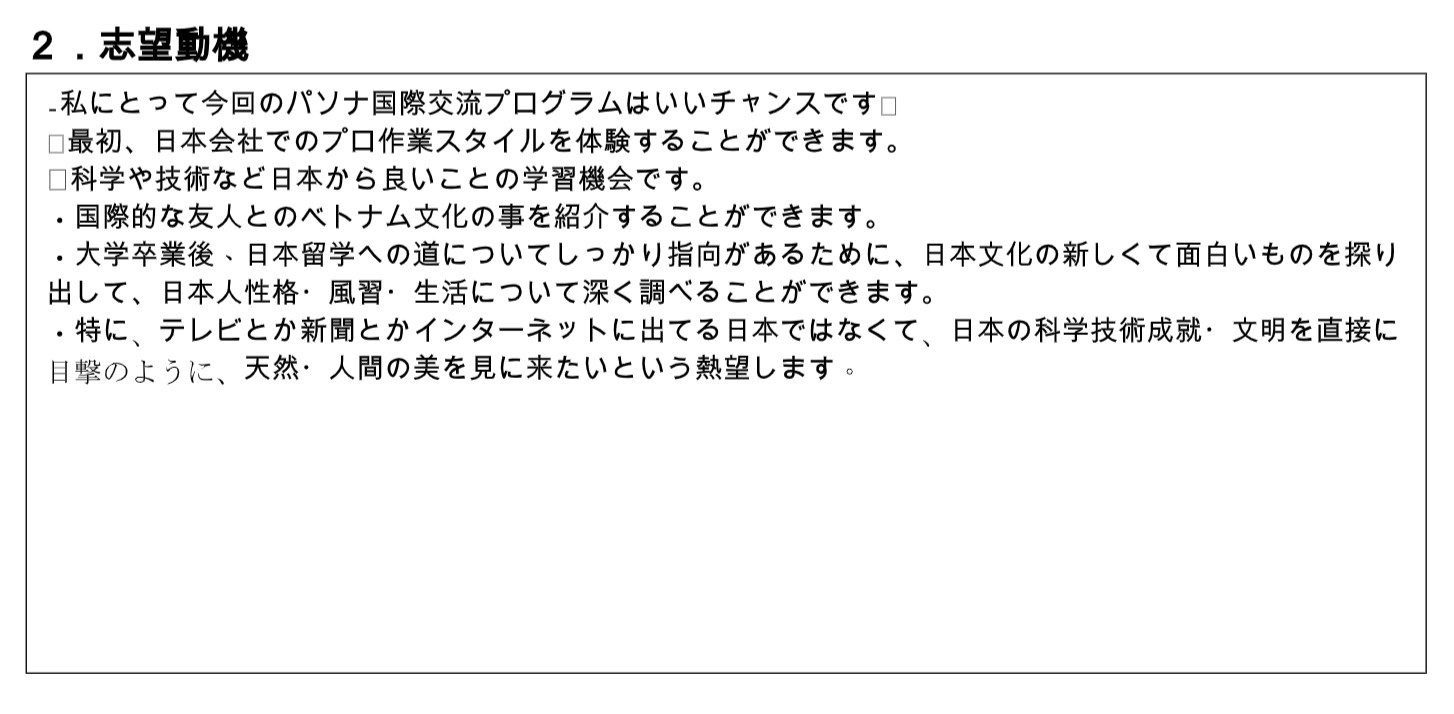 ２．志望動機
-私にとって今回のパソナ国際交流プログラムはいいチャンスです□
□最初、日本会社でのプロ作業スタイルを体験することができます。
□科学や技術など日本から良いことの学習機会です。
・国際的な友人とのベトナム文化の事を紹介することができます。
・大学卒業後、日本留学への道についてしっかり指向があるために、日本文化の新しくて面白いものを探り
出して、日本人性格・風習・生活について深く調べることができます。
・特に、テレビとか新聞とかインターネットに出てる日本ではなくて、日本の科学技術成就・文明を直接に
目撃のように、天然・人間の美を見に来たいという熱望します。